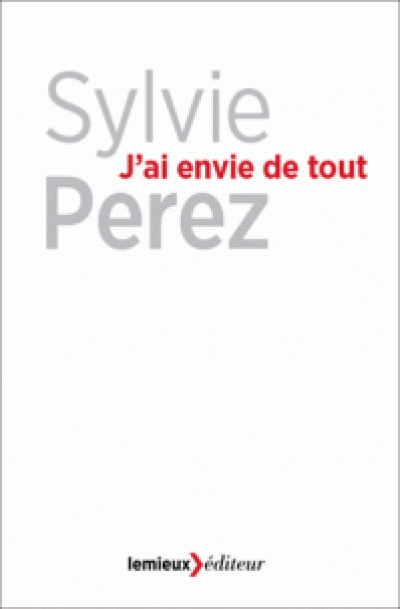 Sylvie
J'ai envie de tout
Perez
lemieux❯éditeur